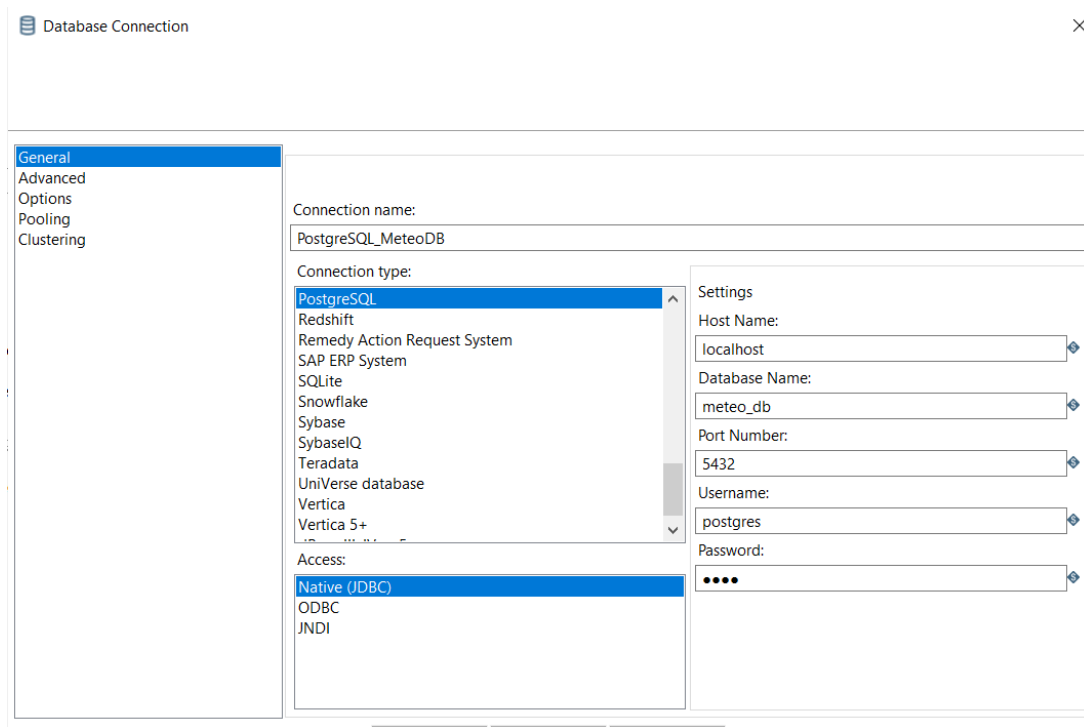 Database Connection
General
Advanced
Options
Pooling
Clustering
Connection name:
PostgreSQL_MeteoDB
Connection type:
PostgreSQL
Redshift
Remedy Action Request System
SAP ERP System
SQLite
Snowflake
Sybase
SybaseIQ
Teradata
UniVerse database
Vertica
Vertica 5+
Access:
Native (JDBC)
ODBC
JNDI
Settings
Host Name:
localhost
Database Name:
meteo_db
Port Number:
5432
Username:
postgres
Password:
••••